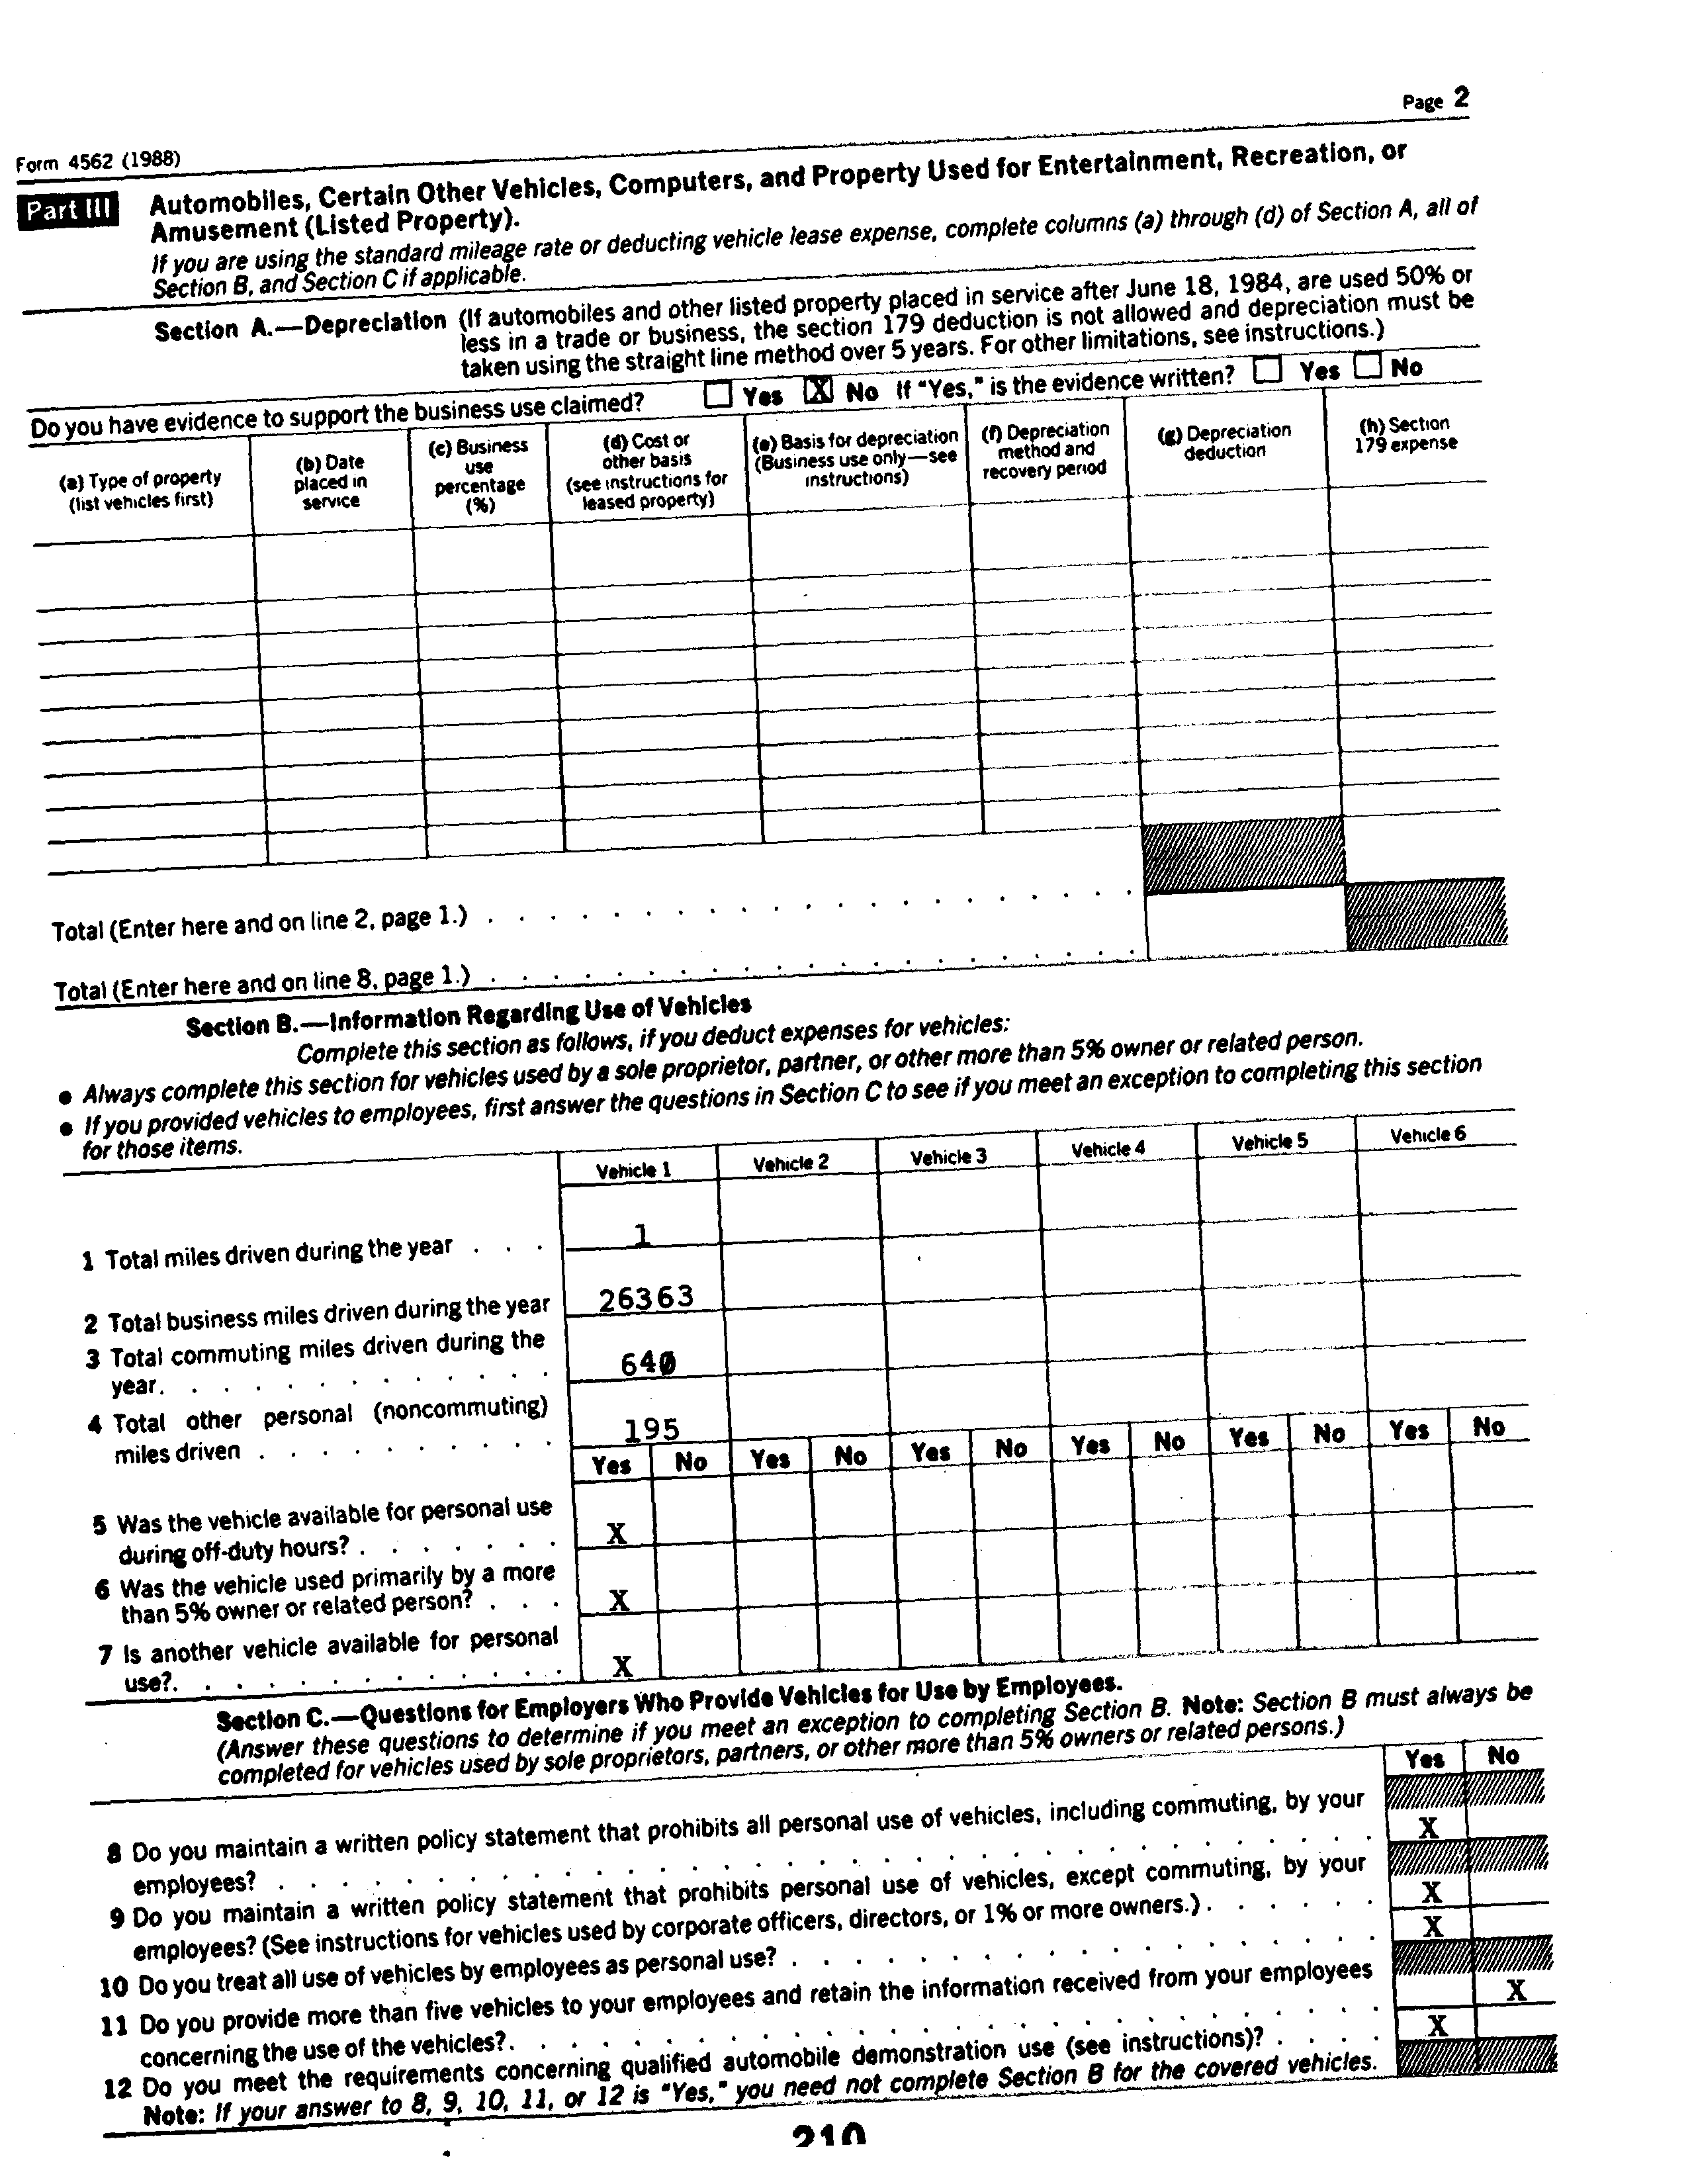 Page 2
Form 4562 (1988)
Part III Automobiles, Certain Other Vehicles, Computers, and Property Used for Entertainment, Recreation, or
Amusement (Listed Property).
If you are using the standard mileage rate or deducting vehicle lease expense, complete columns (a) through (d) of Section A, all of
Section B, and Section C if applicable.
Section A.—Depreciation (If automobiles and other listed property placed in service after June 18, 1984, are used 50% or
less in a trade or business, the section 179 deduction is not allowed and depreciation must be
taken using the straight line method over 5 years. For other limitations, see instructions.)
Do you have evidence to support the business use claimed? Yes X No If "Yes," is the evidence written? Yes No
(a) Type of property
(list vehicles first)
(b) Date
placed in
service
(c) Business
use
percentage
(%)
(d) Cost or
other basis
(see instructions for
leased property)
(e) Basis for depreciation
(Business use only—see
instructions)
(f) Depreciation
method and
recovery period
(g) Depreciation
deduction
(h) Section
179 expense
Total (Enter here and on line 2, page 1.) . . . . . . . . . . . . . . . . . . . . .
Total (Enter here and on line 8, page 1.) . . . . . . . . . . . . . . . . . . . . .
Section B.—Information Regarding Use of Vehicles
Complete this section as follows, if you deduct expenses for vehicles:
● Always complete this section for vehicles used by a sole proprietor, partner, or other more than 5% owner or related person.
● If you provided vehicles to employees, first answer the questions in Section C to see if you meet an exception to completing this section
for those items.
Vehicle 1 Vehicle 2 Vehicle 3 Vehicle 4 Vehicle 5 Vehicle 6
1 Total miles driven during the year . . . 1
2 Total business miles driven during the year 26363
3 Total commuting miles driven during the
year. . . . . . . . . . . . . 640
4 Total other personal (noncommuting)
miles driven . . . . . . . . . . 195
Yes No Yes No Yes No Yes No Yes No Yes No
5 Was the vehicle available for personal use
during off-duty hours? . . . . . . . X
6 Was the vehicle used primarily by a more
than 5% owner or related person? . . . X
7 Is another vehicle available for personal
use?. . . . . . . . . . . . . X
Section C.—Questions for Employers Who Provide Vehicles for Use by Employees.
(Answer these questions to determine if you meet an exception to completing Section B. Note: Section B must always be
completed for vehicles used by sole proprietors, partners, or other more than 5% owners or related persons.)
Yes No
8 Do you maintain a written policy statement that prohibits all personal use of vehicles, including commuting, by your
employees? . . . . . . . . . . . . . . . . . . . . . X
9 Do you maintain a written policy statement that prohibits personal use of vehicles, except commuting, by your
employees? (See instructions for vehicles used by corporate officers, directors, or 1% or more owners.) . . . . . . X
10 Do you treat all use of vehicles by employees as personal use? . . . . . . . . . . . . . . X
11 Do you provide more than five vehicles to your employees and retain the information received from your employees
concerning the use of the vehicles?. . . . . . . . . . . . . . . . . . . . X
12 Do you meet the requirements concerning qualified automobile demonstration use (see instructions)? . . . . X
Note: If your answer to 8, 9, 10, 11, or 12 is "Yes," you need not complete Section B for the covered vehicles.
210